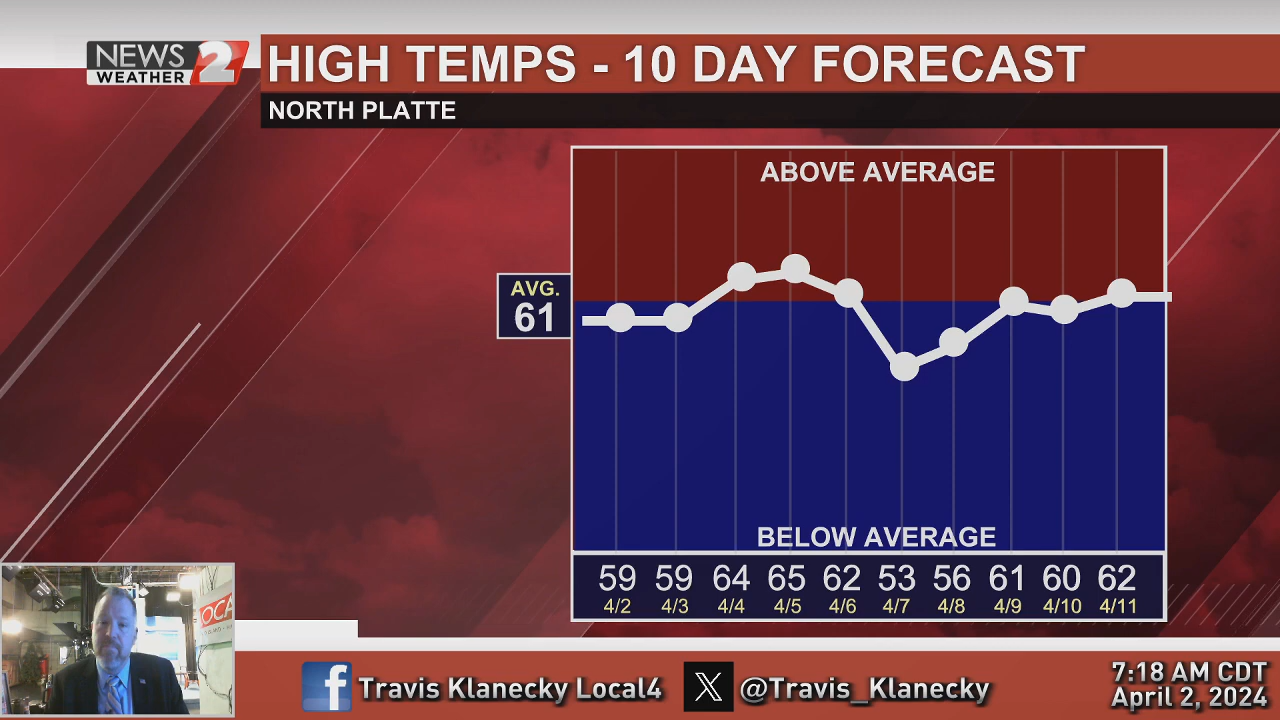 NEWS
WEATHER 2
HIGH TEMPS - 10 DAY FORECAST
NORTH PLATTE
ABOVE AVERAGE
AVG.
61
BELOW AVERAGE
59 59 64 65 62 53 56 61 60 62
4/2 4/3 4/4 4/5 4/6 4/7 4/8 4/9 4/10 4/11
OCA
f Travis Klanecky Local4 X @Travis_Klanecky
7:18 AM CDT
April 2, 2024